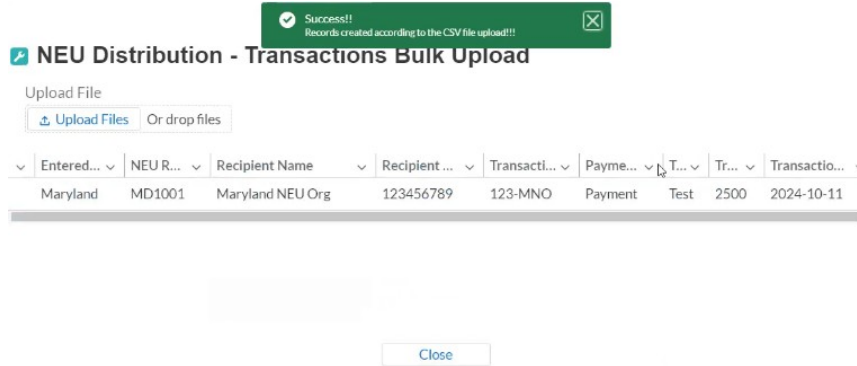 Success!!
Records created according to the CSV file upload!!!
NEU Distribution - Transactions Bulk Upload
Upload File
Upload Files Or drop files
Entered... NEU R... Recipient Name Recipient ... Transacti... Payme... T... Tr... Transactio...
Maryland MD1001 Maryland NEU Org 123456789 123-MNO Payment Test 2500 2024-10-11
Close